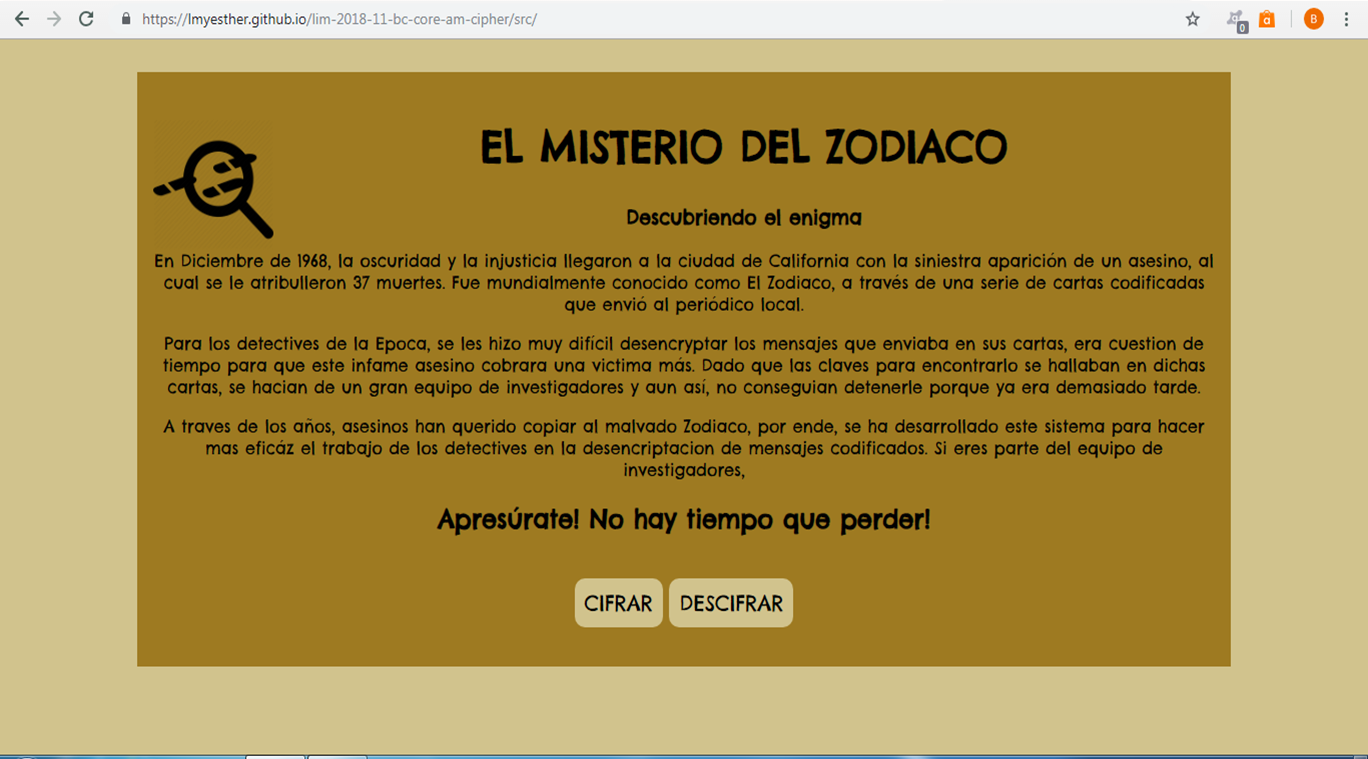 https://lmyesther.github.io/lim-2018-11-bc-core-am-cipher/src/
0
a
B
EL MISTERIO DEL ZODIACO
Descubriendo el enigma
En Diciembre de 1968, la oscuridad y la injusticia llegaron a la ciudad de California con la siniestra aparición de un asesino, al
cual se le atribulleron 37 muertes. Fue mundialmente conocido como El Zodiaco, a través de una serie de cartas codificadas
que envió al periódico local.
Para los detectives de la Epoca, se les hizo muy difícil desencryptar los mensajes que enviaba en sus cartas, era cuestion de
tiempo para que este infame asesino cobrara una victima más. Dado que las claves para encontrarlo se hallaban en dichas
cartas, se hacian de un gran equipo de investigadores y aun así, no conseguian detenerle porque ya era demasiado tarde.
A traves de los años, asesinos han querido copiar al malvado Zodiaco, por ende, se ha desarrollado este sistema para hacer
mas eficáz el trabajo de los detectives en la desencriptacion de mensajes codificados. Si eres parte del equipo de
investigadores,
Apresúrate! No hay tiempo que perder!
CIFRAR DESCIFRAR